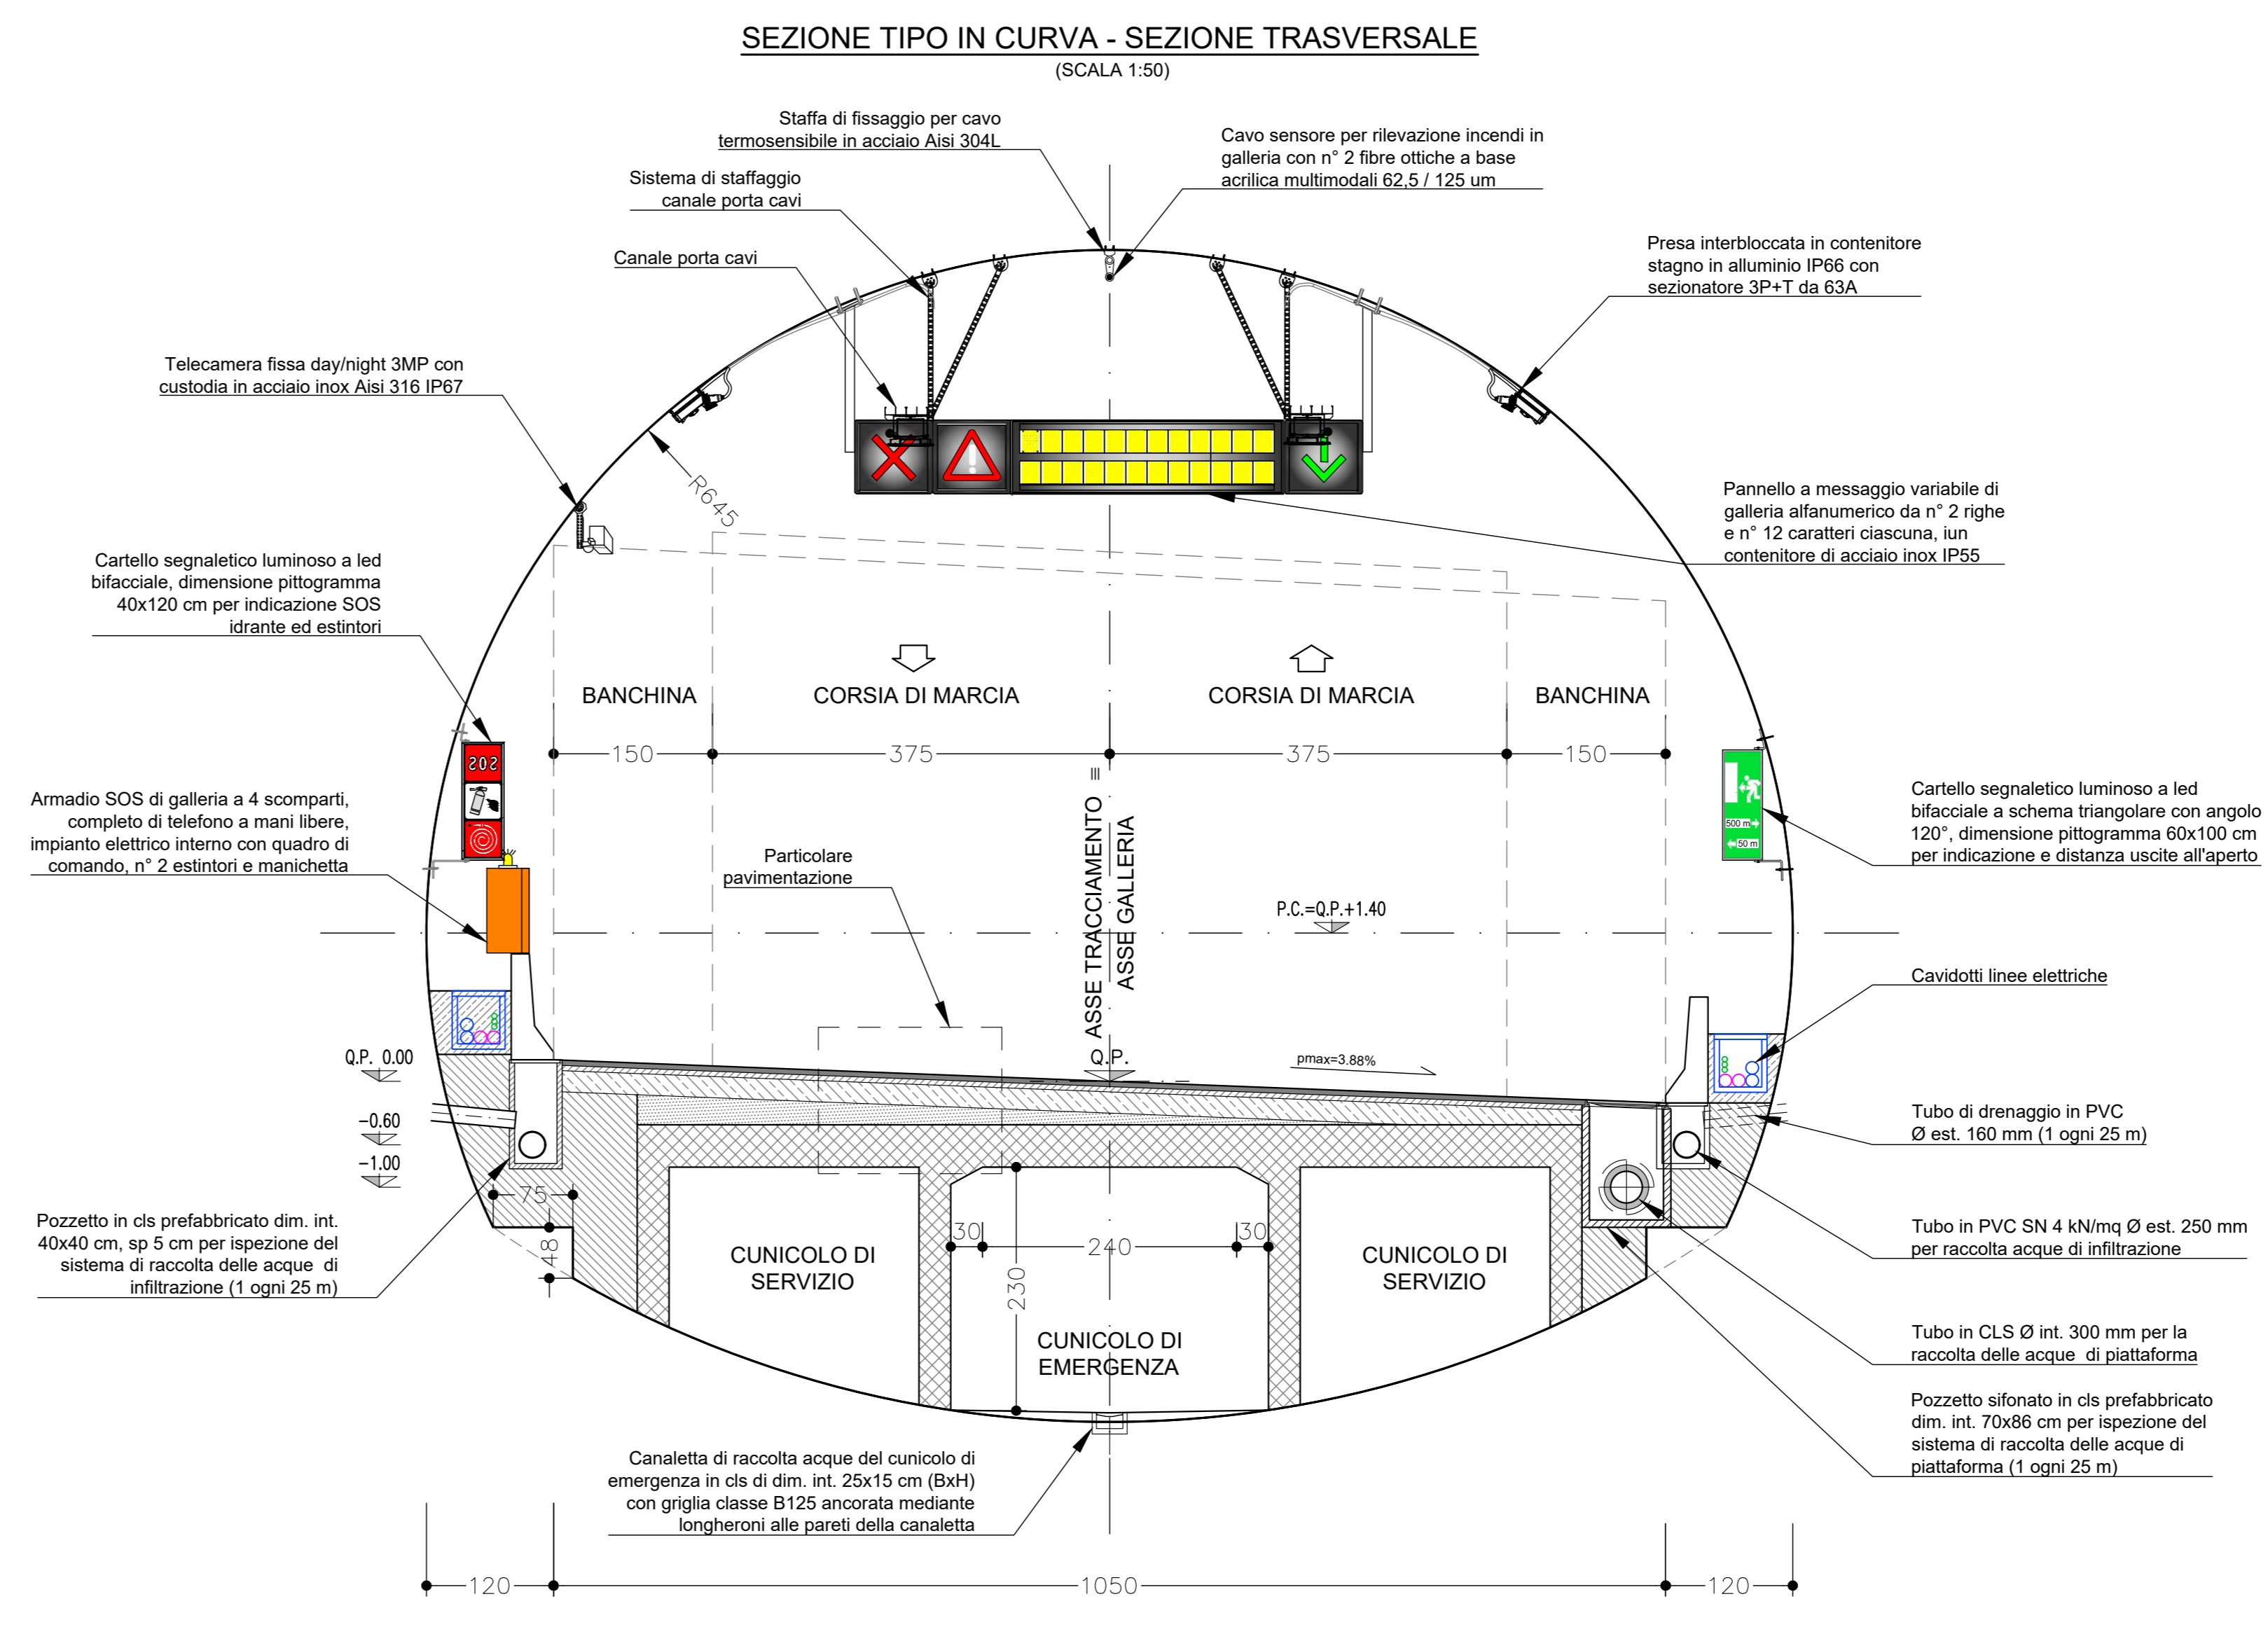 SEZIONE TIPO IN CURVA - SEZIONE TRASVERSALE
(SCALA 1:50)
Staffa di fissaggio per cavo
termosensibile in acciaio Aisi 304L
Cavo sensore per rilevazione incendi in
galleria con n° 2 fibre ottiche a base
acrilica multimodali 62,5 / 125 um
Sistema di staffaggio
canale porta cavi
Canale porta cavi
Presa interbloccata in contenitore
stagno in alluminio IP66 con
sezionatore 3P+T da 63A
Telecamera fissa day/night 3MP con
custodia in acciaio inox Aisi 316 IP67
R645
Pannello a messaggio variabile di
galleria alfanumerico da n° 2 righe
e n° 12 caratteri ciascuna, iun
contenitore di acciaio inox IP55
Cartello segnaletico luminoso a led
bifacciale, dimensione pittogramma
40x120 cm per indicazione SOS
idrante ed estintori
BANCHINA
CORSIA DI MARCIA
CORSIA DI MARCIA
BANCHINA
150
375
375
150
SOS
500 m
50 m
Armadio SOS di galleria a 4 scomparti,
completo di telefono a mani libere,
impianto elettrico interno con quadro di
comando, n° 2 estintori e manichetta
Cartello segnaletico luminoso a led
bifacciale a schema triangolare con angolo
120°, dimensione pittogramma 60x100 cm
per indicazione e distanza uscite all'aperto
Particolare
pavimentazione
ASSE TRACCIAMENTO ≡
ASSE GALLERIA
P.C.=Q.P.+1.40
Cavidotti linee elettriche
Q.P. 0.00
Q.P.
pmax=3.88%
-0.60
-1.00
Tubo di drenaggio in PVC
Ø est. 160 mm (1 ogni 25 m)
75
48
30
240
30
230
Pozzetto in cls prefabbricato dim. int.
40x40 cm, sp 5 cm per ispezione del
sistema di raccolta delle acque di
infiltrazione (1 ogni 25 m)
CUNICOLO DI
SERVIZIO
CUNICOLO DI
SERVIZIO
CUNICOLO DI
EMERGENZA
Tubo in PVC SN 4 kN/mq Ø est. 250 mm
per raccolta acque di infiltrazione
Tubo in CLS Ø int. 300 mm per la
raccolta delle acque di piattaforma
Pozzetto sifonato in cls prefabbricato
dim. int. 70x86 cm per ispezione del
sistema di raccolta delle acque di
piattaforma (1 ogni 25 m)
Canaletta di raccolta acque del cunicolo di
emergenza in cls di dim. int. 25x15 cm (BxH)
con griglia classe B125 ancorata mediante
longheroni alle pareti della canaletta
120
1050
120